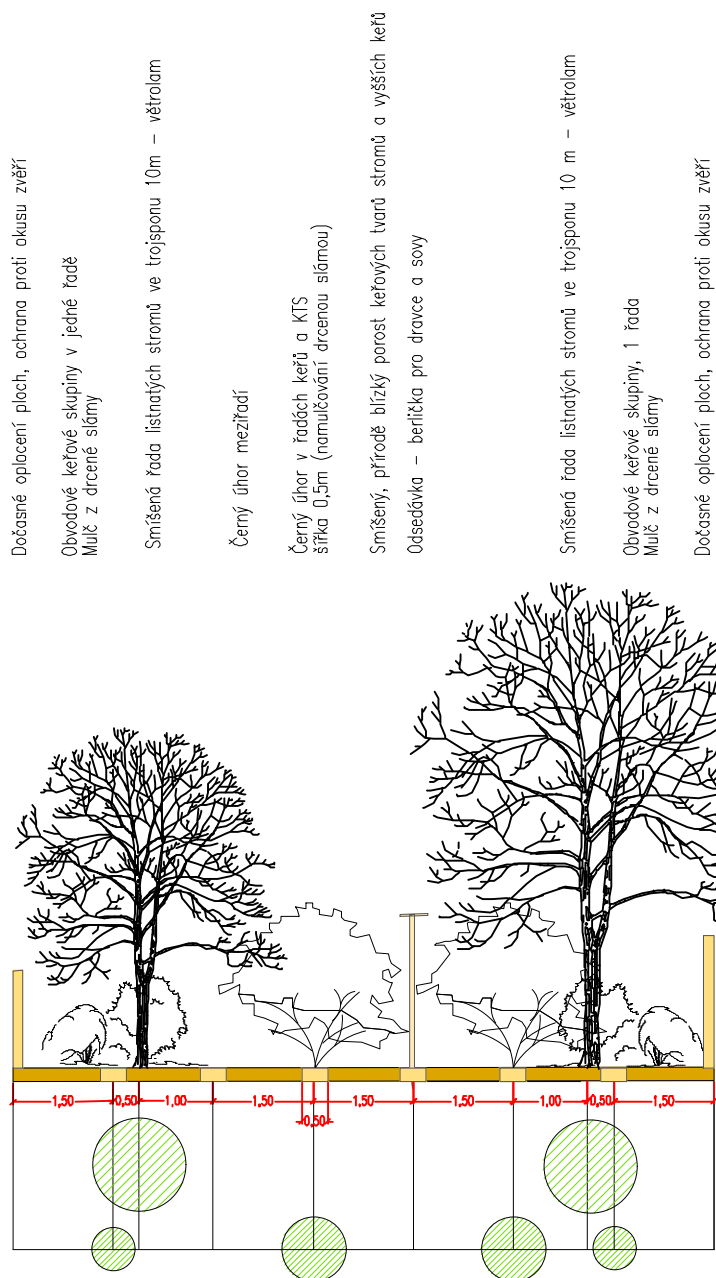 Dočasné oplocení ploch, ochrana proti okusu zvěří
Obvodové keřové skupiny v jedné řadě
Mulč z drcené slámy
Smíšená řada listnatých stromů ve trojsponu 10m – větrolam
Černý úhor meziřadí
Černý úhor v řadách keřů a KTS
šířka 0,5m (namulčování drcenou slámou)
Smíšený, přírodě blízký porost keřových tvarů stromů a vyšších keřů
Odsedávka – berlička pro dravce a sovy
Smíšená řada listnatých stromů ve trojsponu 10 m – větrolam
Obvodové keřové skupiny, 1 řada
Mulč z drcené slámy
Dočasné oplocení ploch, ochrana proti okusu zvěří
1,50 0,50 1,00 1,50 1,50 1,50 1,00 0,50 1,50
0,50